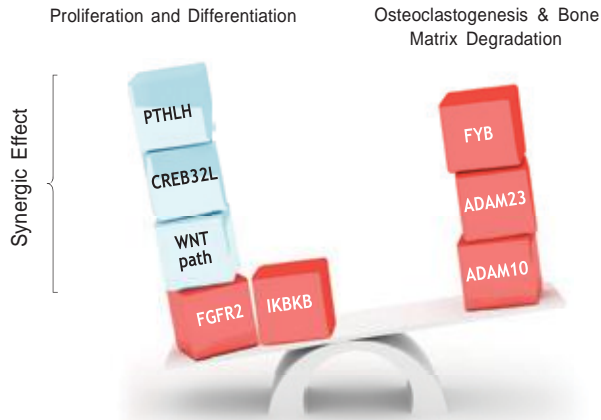 Proliferation and Differentiation
Osteoclastogenesis & Bone
Matrix Degradation
Synergic Effect
PTHLH
CREB32L
WNT
path
FGFR2
IKBKB
FYB
ADAM23
ADAM10